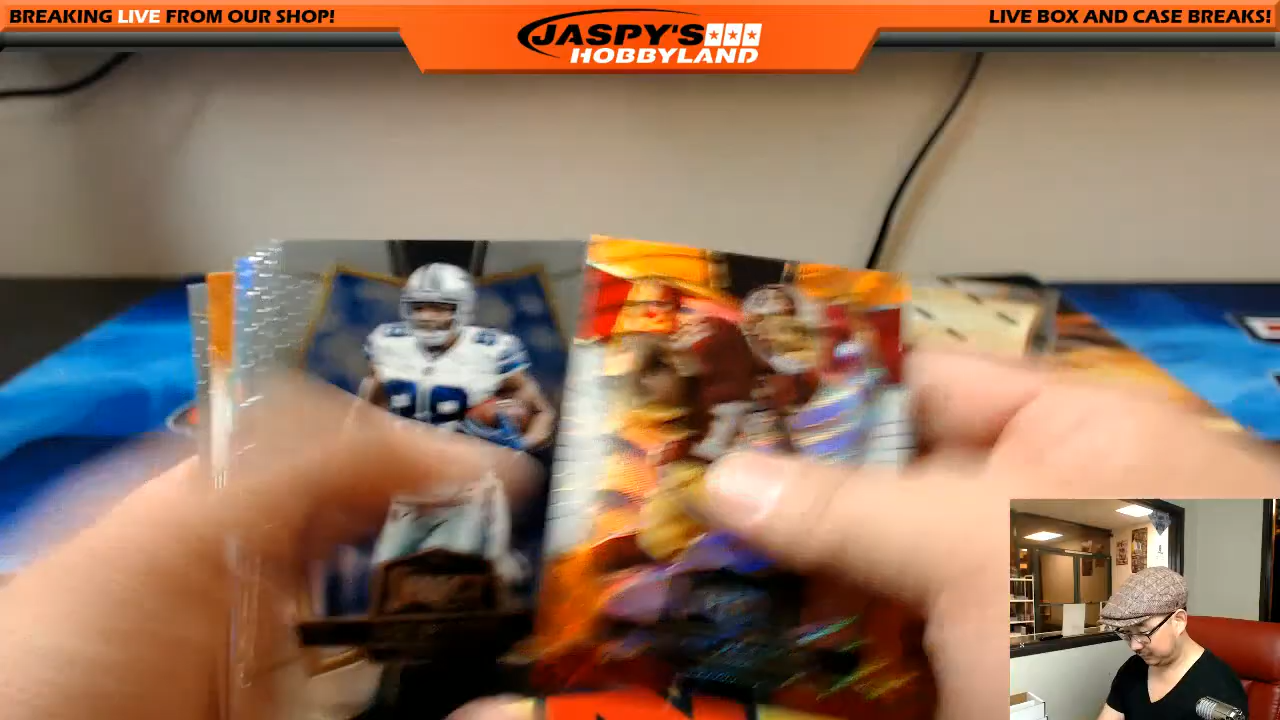 BREAKING LIVE FROM OUR SHOP!
JASPY'S
HOBBYLAND
LIVE BOX AND CASE BREAKS!